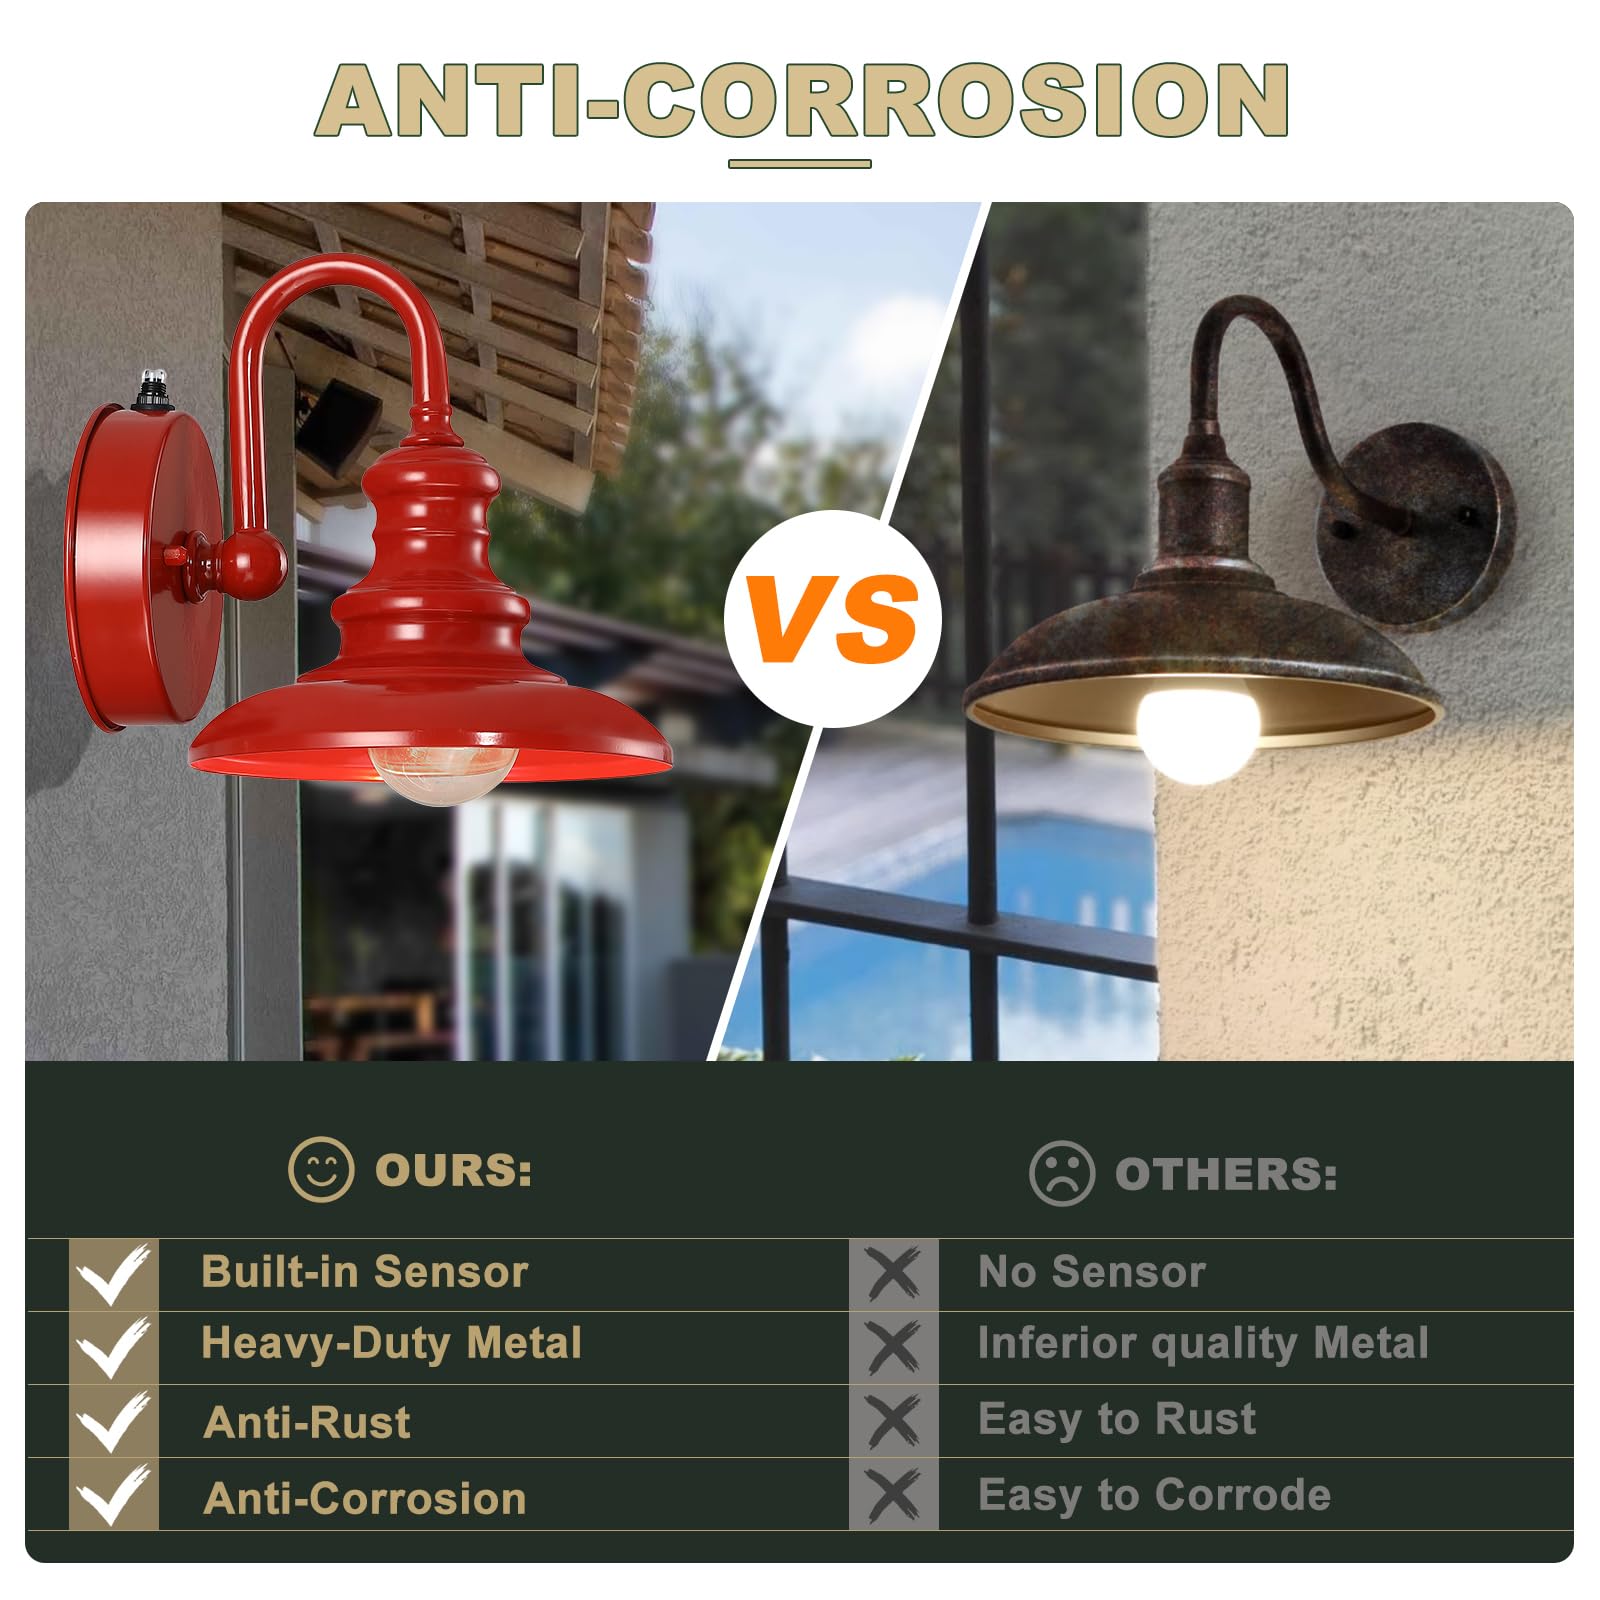 ANTI-CORROSION
VS
OURS:
Built-in Sensor
Heavy-Duty Metal
Anti-Rust
Anti-Corrosion
OTHERS:
No Sensor
Inferior quality Metal
Easy to Rust
Easy to Corrode